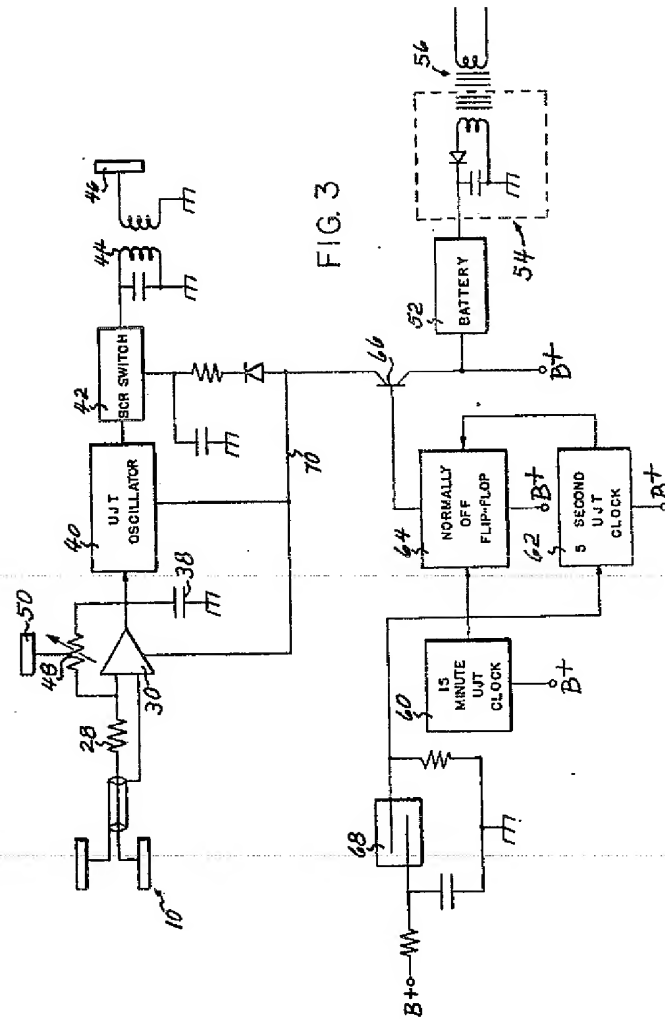 FIG. 3
10
28
30
48
50
38
40
UJT
OSCILLATOR
42
SCR SWITCH
44
46
70
66
52
BATTERY
54
56
B+
64
NORMALLY
OFF
FLIP-FLOP
B+
62
5
SECOND
UJT
CLOCK
B+
60
15
MINUTE
UJT
CLOCK
B+
68
B+